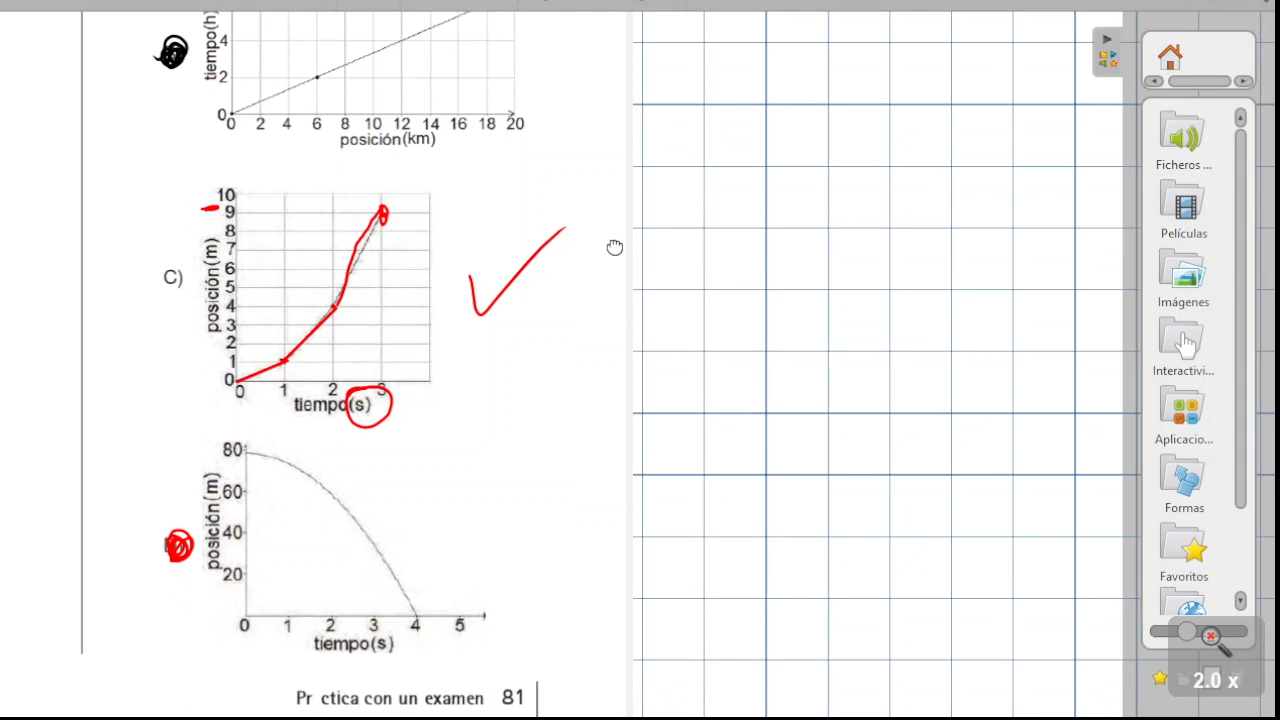 tiempo(h)
4
2
0
0 2 4 6 8 10 12 14 16 18 20
posición(km)
C)
posición(m)
10
9
8
7
6
5
4
3
2
1
0
0 1 2 3
tiempo(s)
posición(m)
80
60
40
20
0 1 2 3 4 5
tiempo(s)
Pr ctica con un examen 81
Ficheros ...
Películas
Imágenes
Interactivi...
Aplicacio...
Formas
Favoritos
2.0 x